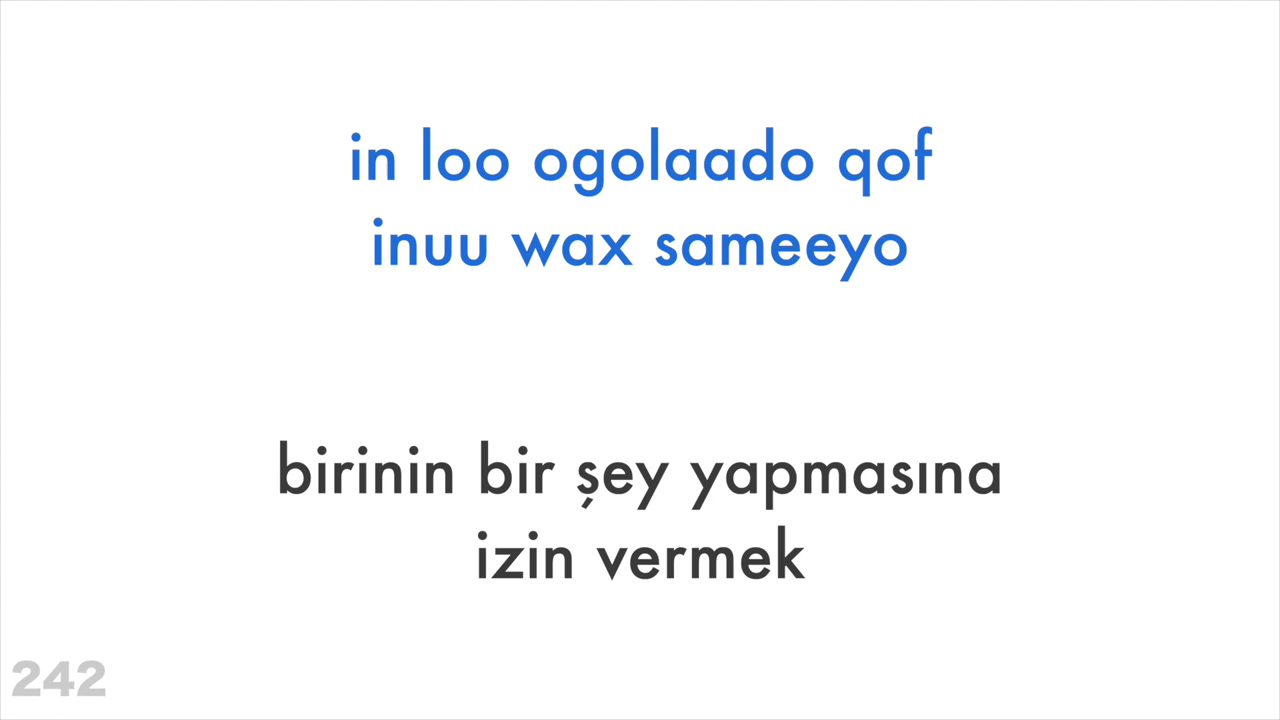 in loo ogolaado qof
inuu wax sameeyo
birinin bir şey yapmasına
izin vermek
242